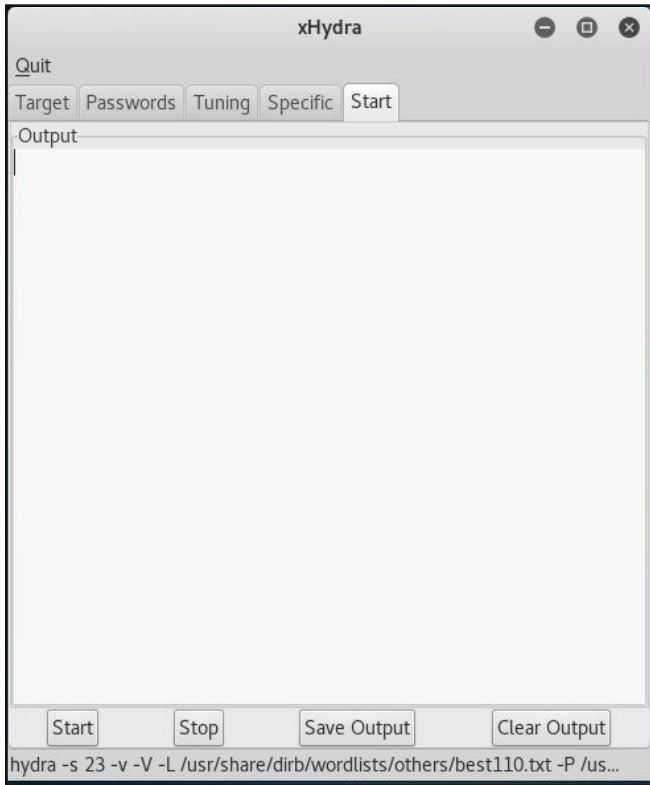 xHydra
Quit
Target Passwords Tuning Specific Start
Output
Start Stop Save Output Clear Output
hydra -s 23 -v -V -L /usr/share/dirb/wordlists/others/best110.txt -P /us...